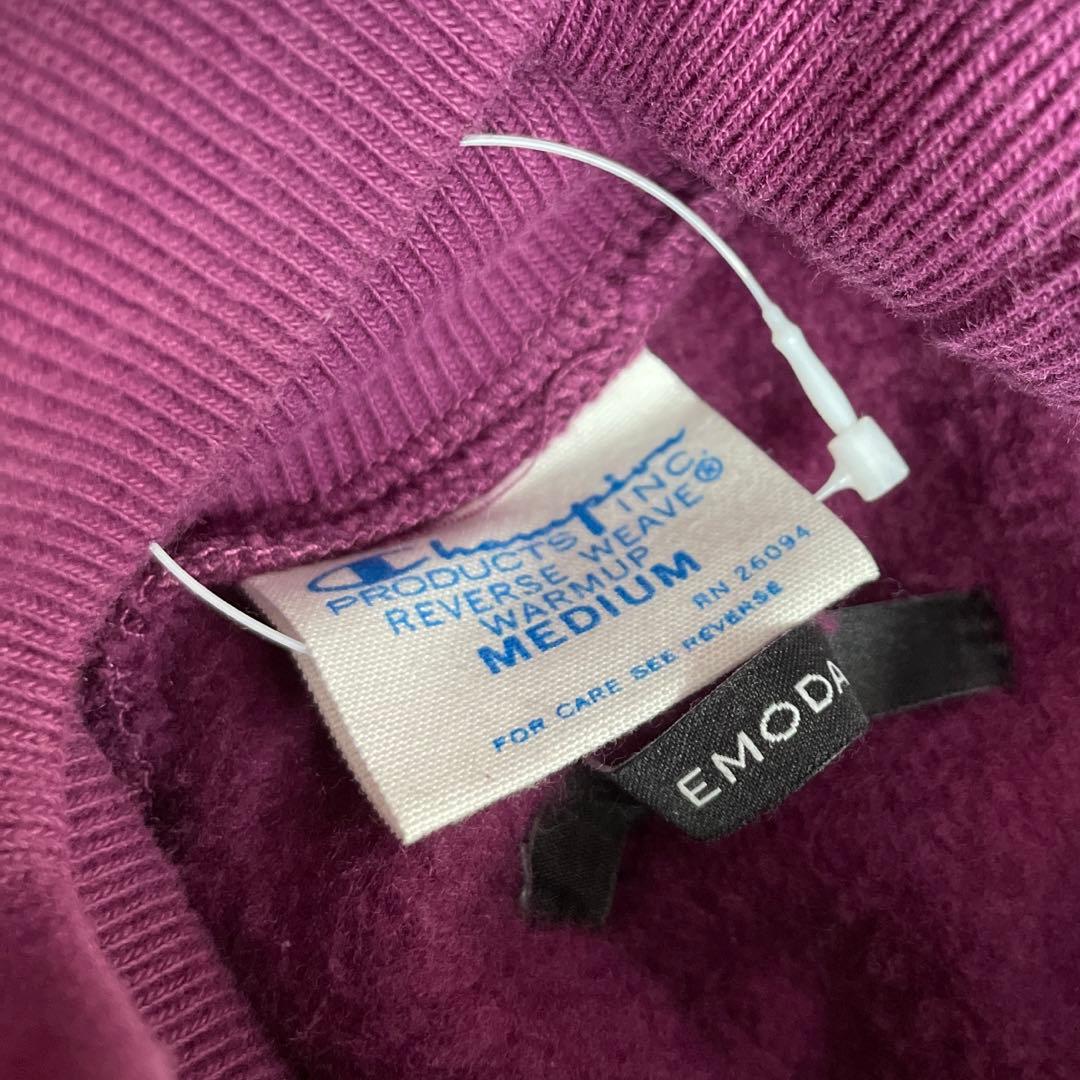 Champion
PRODUCTS INC.
REVERSE WEAVE®
WARMUP
MEDIUM
RN 26094
FOR CARE SEE REVERSE
EMODA